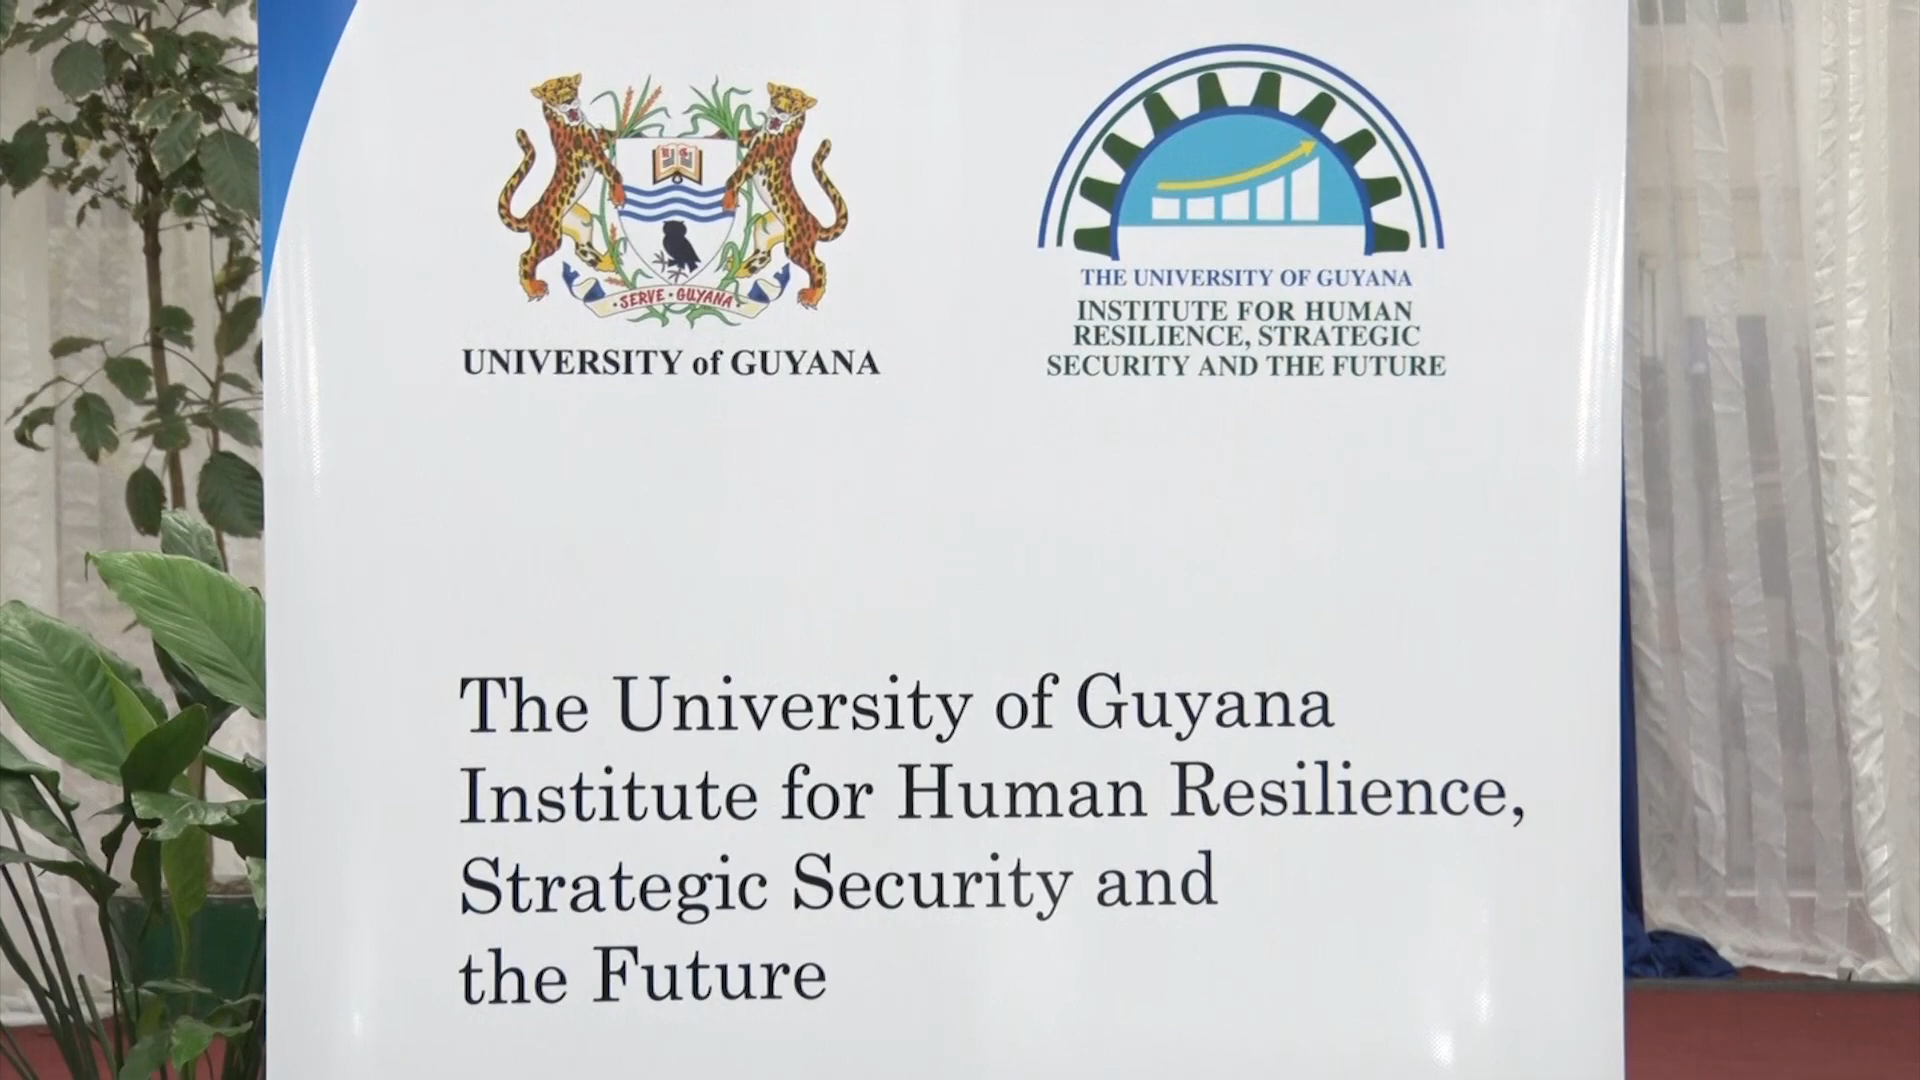 SERVE · GUYANA
UNIVERSITY of GUYANA
THE UNIVERSITY OF GUYANA
INSTITUTE FOR HUMAN
RESILIENCE, STRATEGIC
SECURITY AND THE FUTURE
The University of Guyana
Institute for Human Resilience,
Strategic Security and
the Future